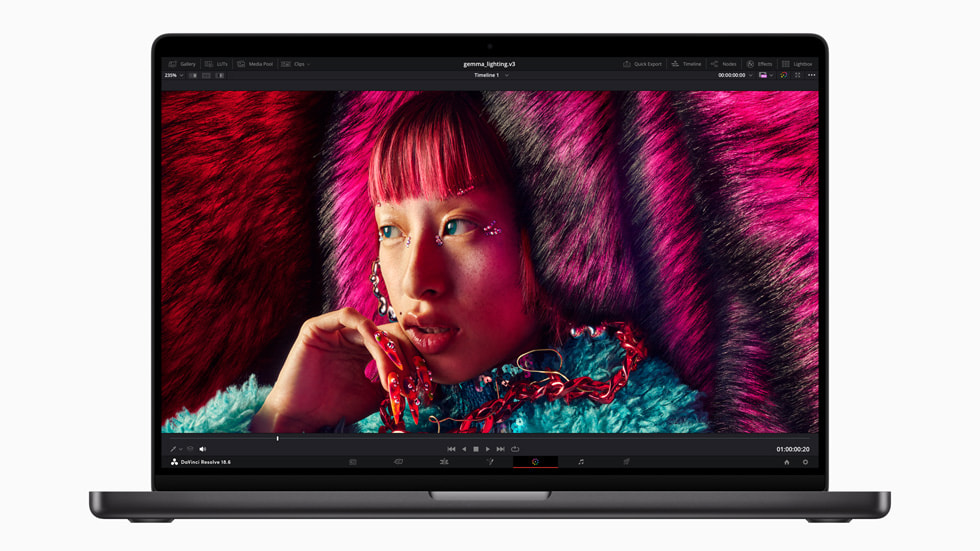 Gallery LUTs Media Pool Clips gemma_lighting.v3 Quick Export Timeline Nodes Effects Lightbox
235% Timeline 1 00:00:00:00
01:00:00:20
DaVinci Resolve 18.6